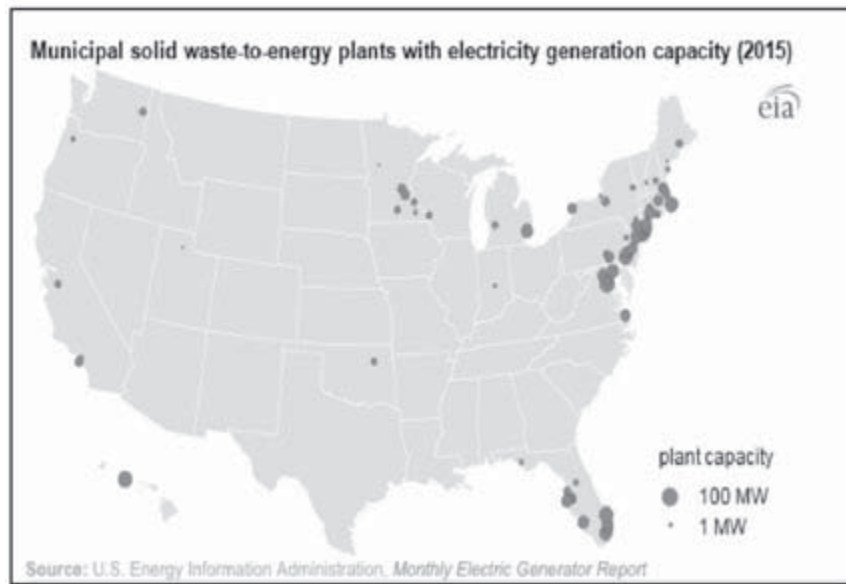 Municipal solid waste-to-energy plants with electricity generation capacity (2015)
eia
plant capacity
100 MW
1 MW
Source: U.S. Energy Information Administration, Monthly Electric Generator Report